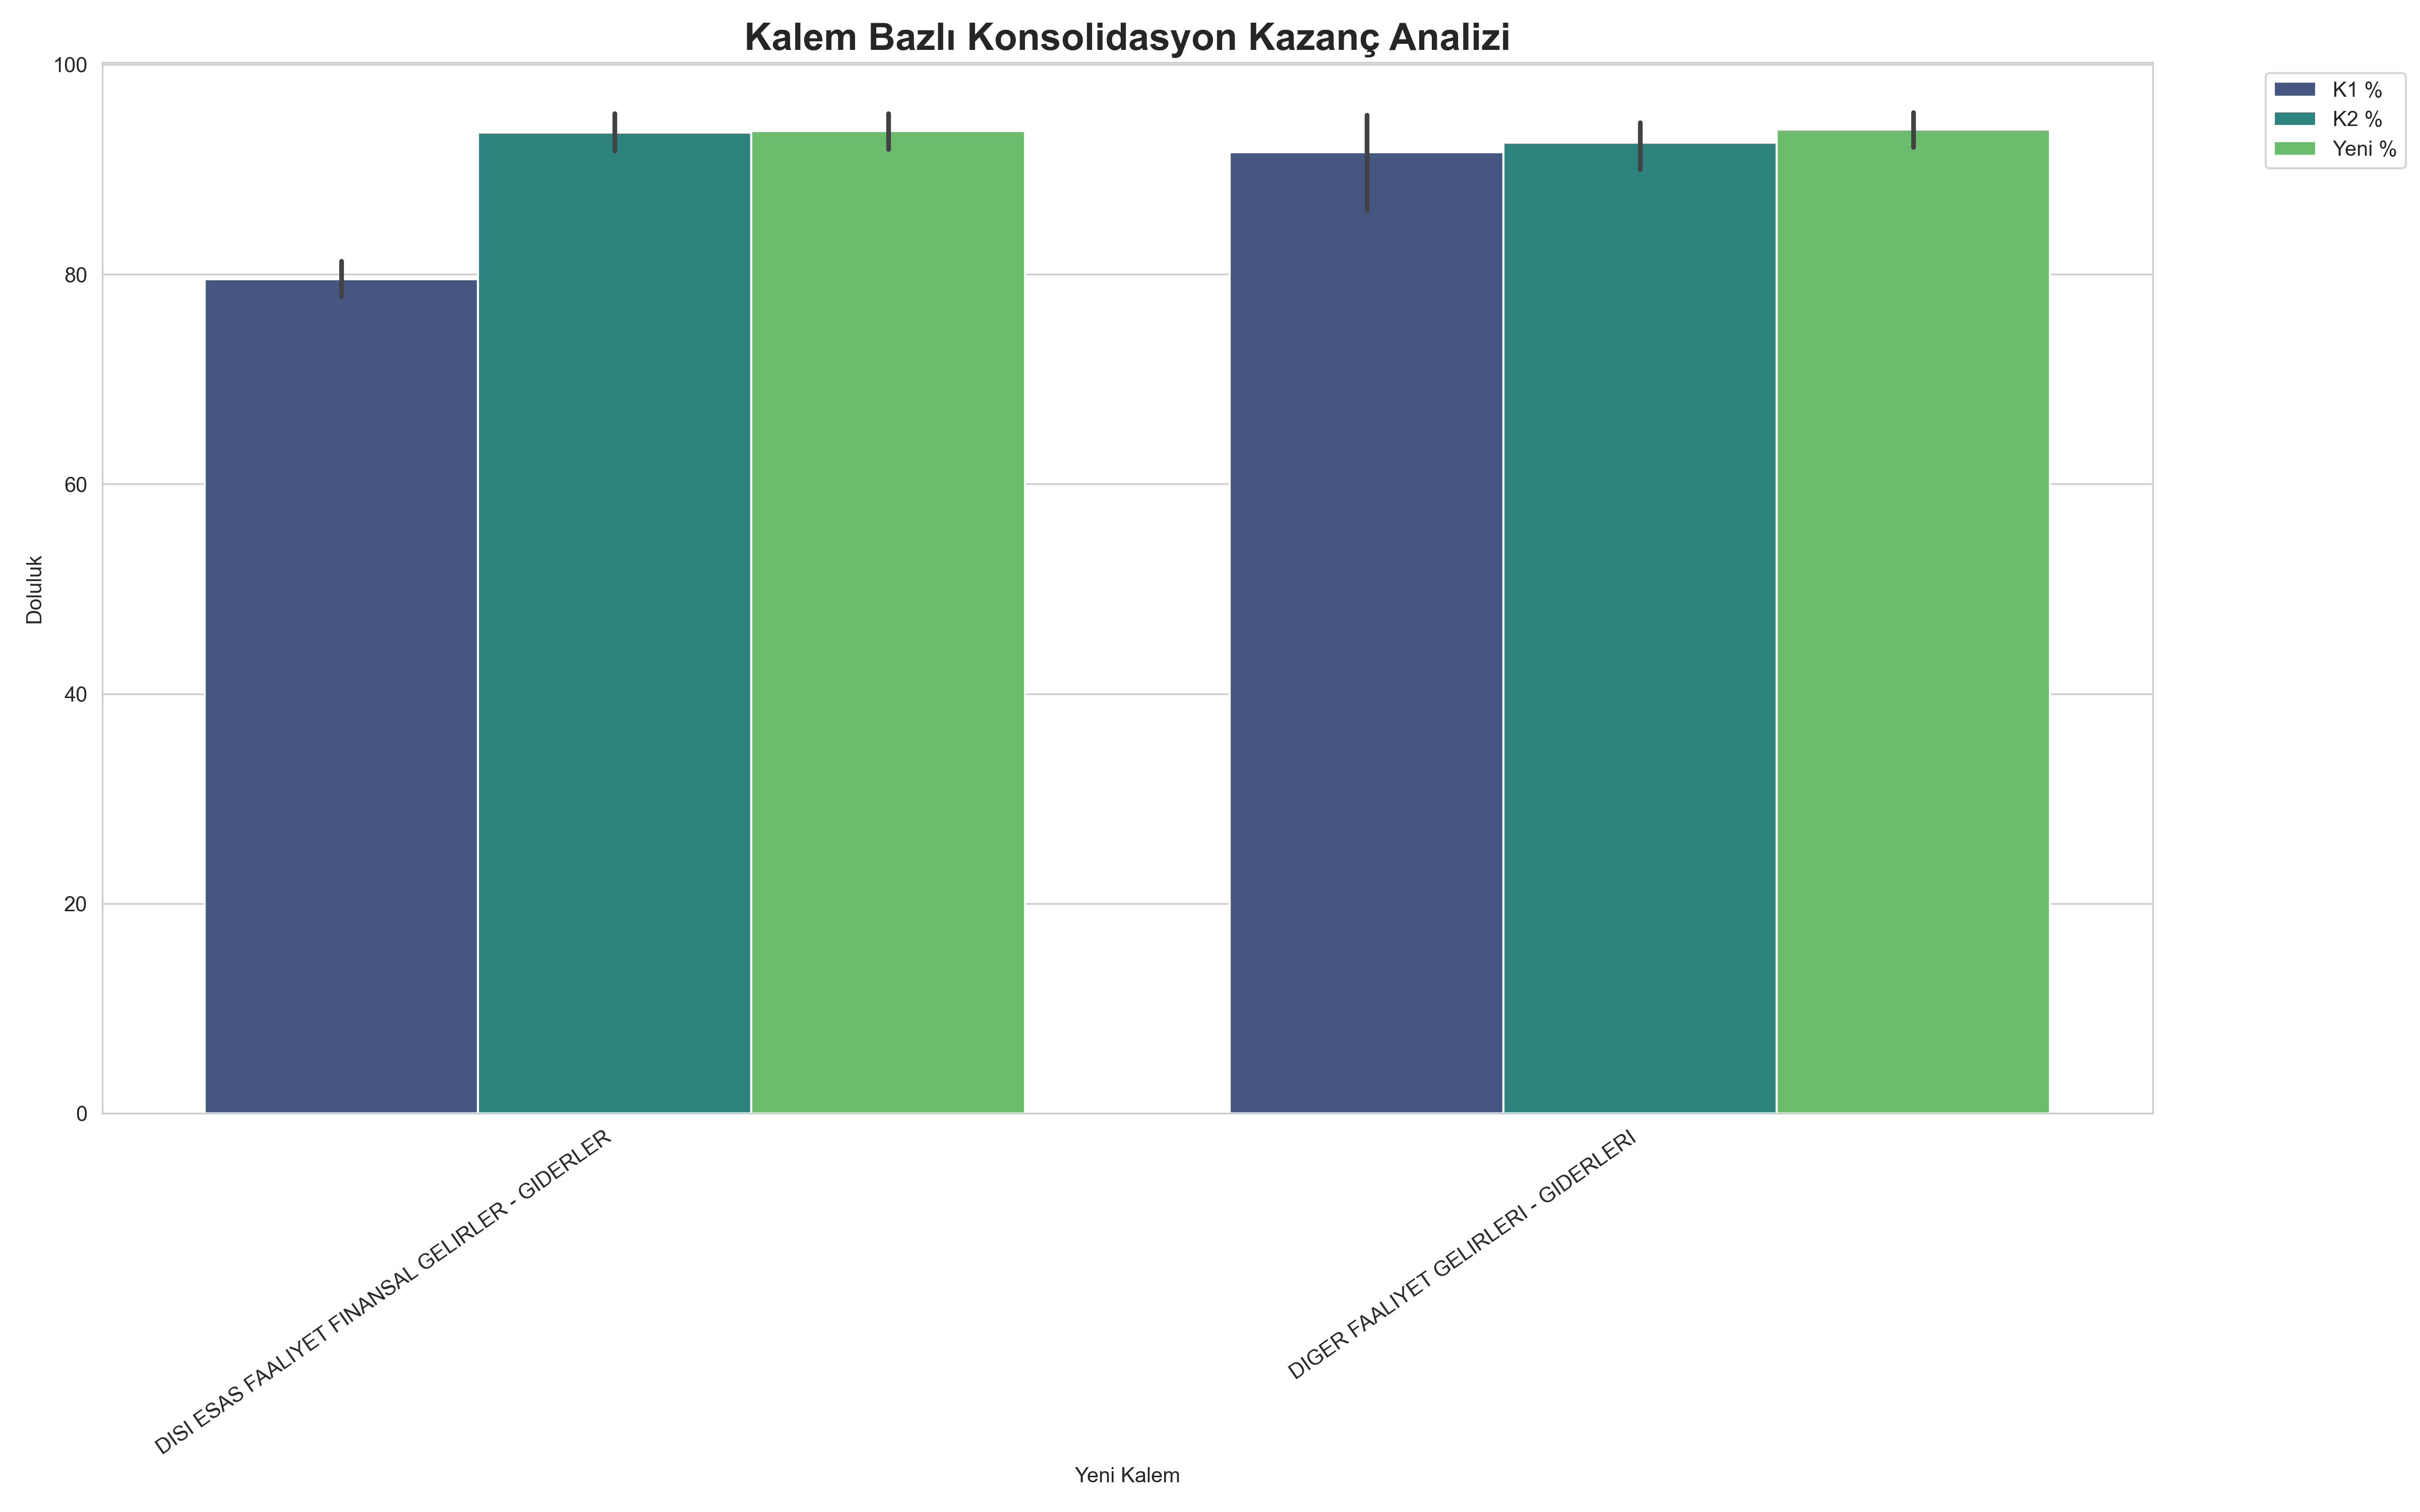 Kalem Bazlı Konsolidasyon Kazanç Analizi
K1 %
K2 %
Yeni %
Doluluk
100
80
60
40
20
0
DISI ESAS FAALIYET FINANSAL GELIRLER - GIDERLER
DIGER FAALIYET GELIRLERI - GIDERLERI
Yeni Kalem